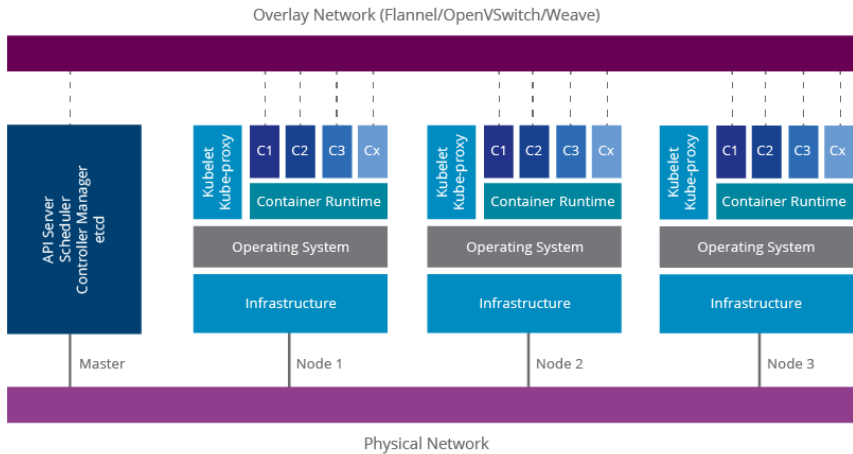 Overlay Network (Flannel/OpenVSwitch/Weave)
API Server
Scheduler
Controller Manager
etcd
Kubelet
Kube-proxy
C1
C2
C3
Cx
Container Runtime
Operating System
Infrastructure
Kubelet
Kube-proxy
C1
C2
C3
Cx
Container Runtime
Operating System
Infrastructure
Kubelet
Kube-proxy
C1
C2
C3
Cx
Container Runtime
Operating System
Infrastructure
Master
Node 1
Node 2
Node 3
Physical Network